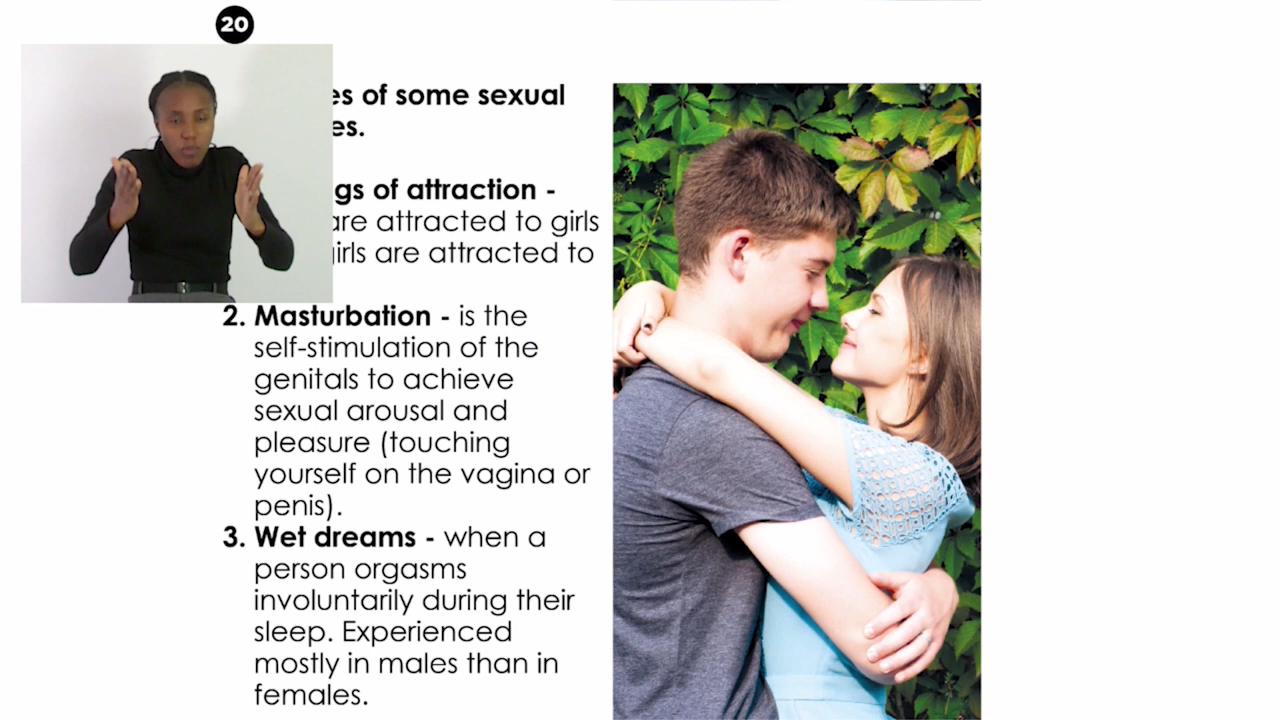 20
es of some sexual
es.
gs of attraction -
are attracted to girls
girls are attracted to
2. Masturbation - is the
self-stimulation of the
genitals to achieve
sexual arousal and
pleasure (touching
yourself on the vagina or
penis).
3. Wet dreams - when a
person orgasms
involuntarily during their
sleep. Experienced
mostly in males than in
females.